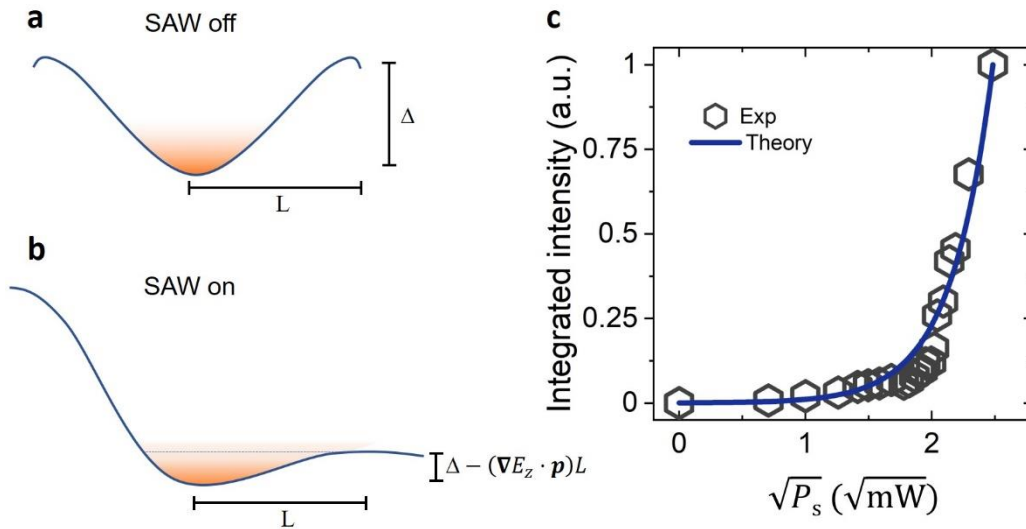 a
SAW off
Δ
L
b
SAW on
Δ − (∇E_z · p)L
L
c
Integrated intensity (a.u.)
1
0.75
0.5
0.25
0
Exp
Theory
0 1 2
√P_s (√mW)